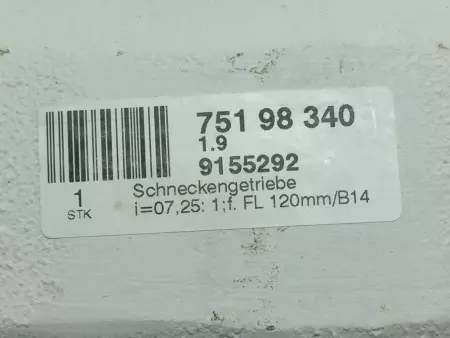 751 98 340
1.9
9155292
1
STK
Schneckengetriebe
i=07,25: 1;f. FL 120mm/B14